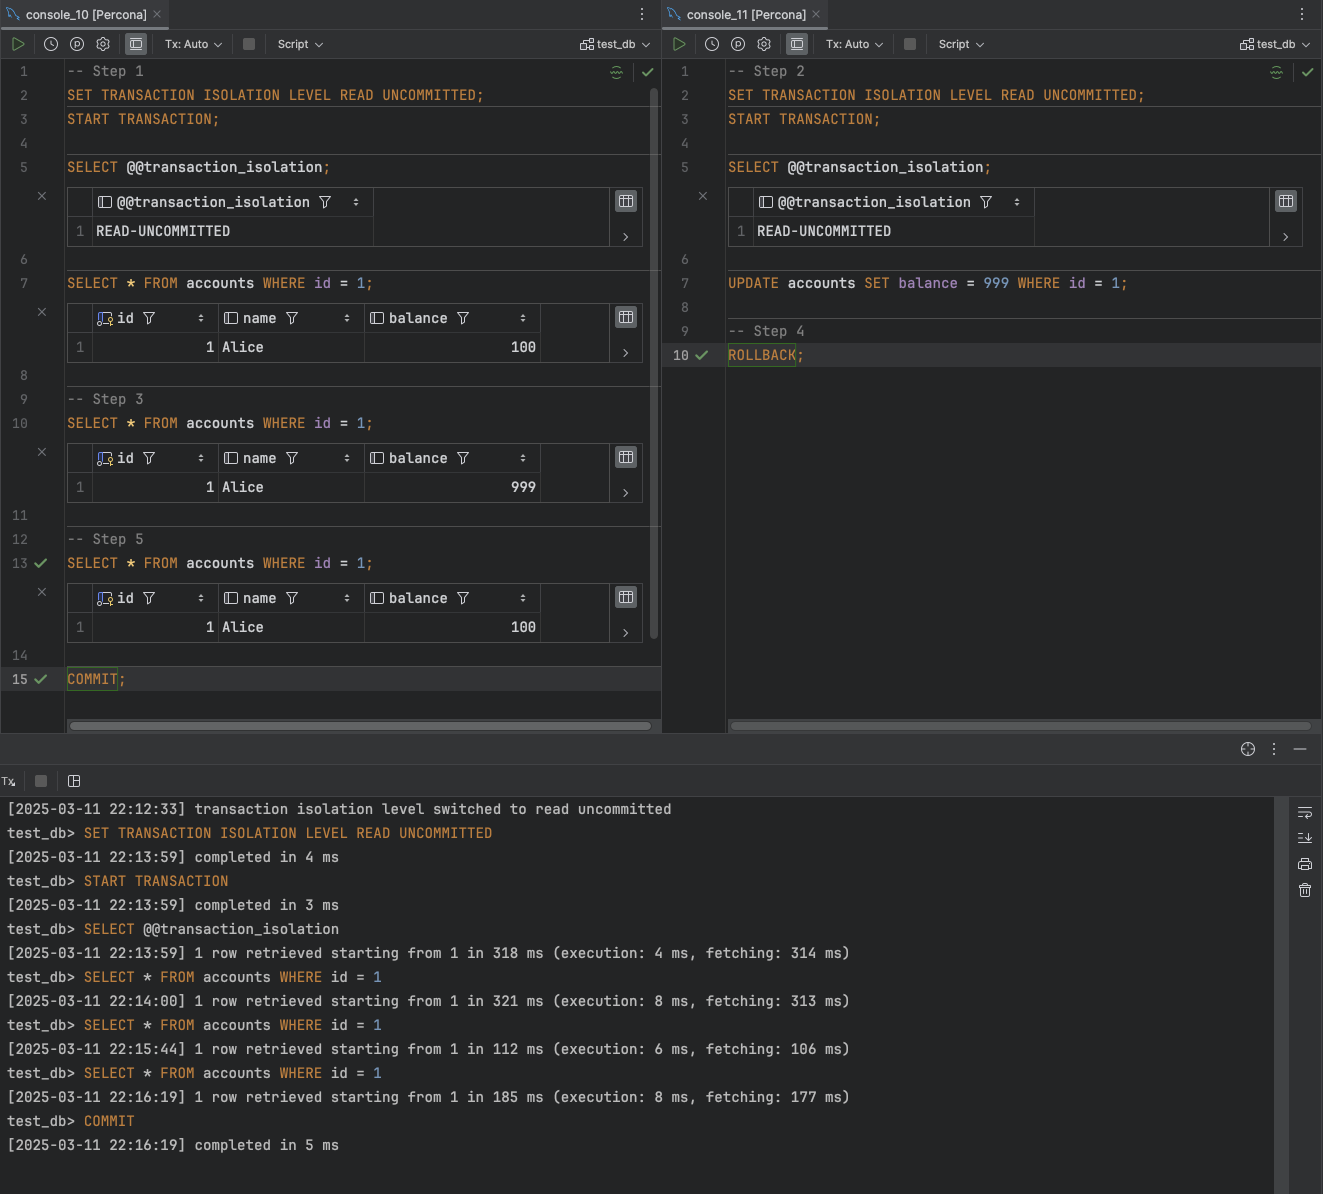 console_10 [Percona]
Tx: Auto
Script
test_db
1 -- Step 1
2 SET TRANSACTION ISOLATION LEVEL READ UNCOMMITTED;
3 START TRANSACTION;
4
5 SELECT @@transaction_isolation;
@@transaction_isolation
1 READ-UNCOMMITTED
6
7 SELECT * FROM accounts WHERE id = 1;
id name balance
1 1 Alice 100
8
9 -- Step 3
10 SELECT * FROM accounts WHERE id = 1;
id name balance
1 1 Alice 999
11
12 -- Step 5
13 SELECT * FROM accounts WHERE id = 1;
id name balance
1 1 Alice 100
14
15 COMMIT;
console_11 [Percona]
Tx: Auto
Script
test_db
1 -- Step 2
2 SET TRANSACTION ISOLATION LEVEL READ UNCOMMITTED;
3 START TRANSACTION;
4
5 SELECT @@transaction_isolation;
@@transaction_isolation
1 READ-UNCOMMITTED
6
7 UPDATE accounts SET balance = 999 WHERE id = 1;
8
9 -- Step 4
10 ROLLBACK;
Tx
[2025-03-11 22:12:33] transaction isolation level switched to read uncommitted
test_db> SET TRANSACTION ISOLATION LEVEL READ UNCOMMITTED
[2025-03-11 22:13:59] completed in 4 ms
test_db> START TRANSACTION
[2025-03-11 22:13:59] completed in 3 ms
test_db> SELECT @@transaction_isolation
[2025-03-11 22:13:59] 1 row retrieved starting from 1 in 318 ms (execution: 4 ms, fetching: 314 ms)
test_db> SELECT * FROM accounts WHERE id = 1
[2025-03-11 22:14:00] 1 row retrieved starting from 1 in 321 ms (execution: 8 ms, fetching: 313 ms)
test_db> SELECT * FROM accounts WHERE id = 1
[2025-03-11 22:15:44] 1 row retrieved starting from 1 in 112 ms (execution: 6 ms, fetching: 106 ms)
test_db> SELECT * FROM accounts WHERE id = 1
[2025-03-11 22:16:19] 1 row retrieved starting from 1 in 185 ms (execution: 8 ms, fetching: 177 ms)
test_db> COMMIT
[2025-03-11 22:16:19] completed in 5 ms